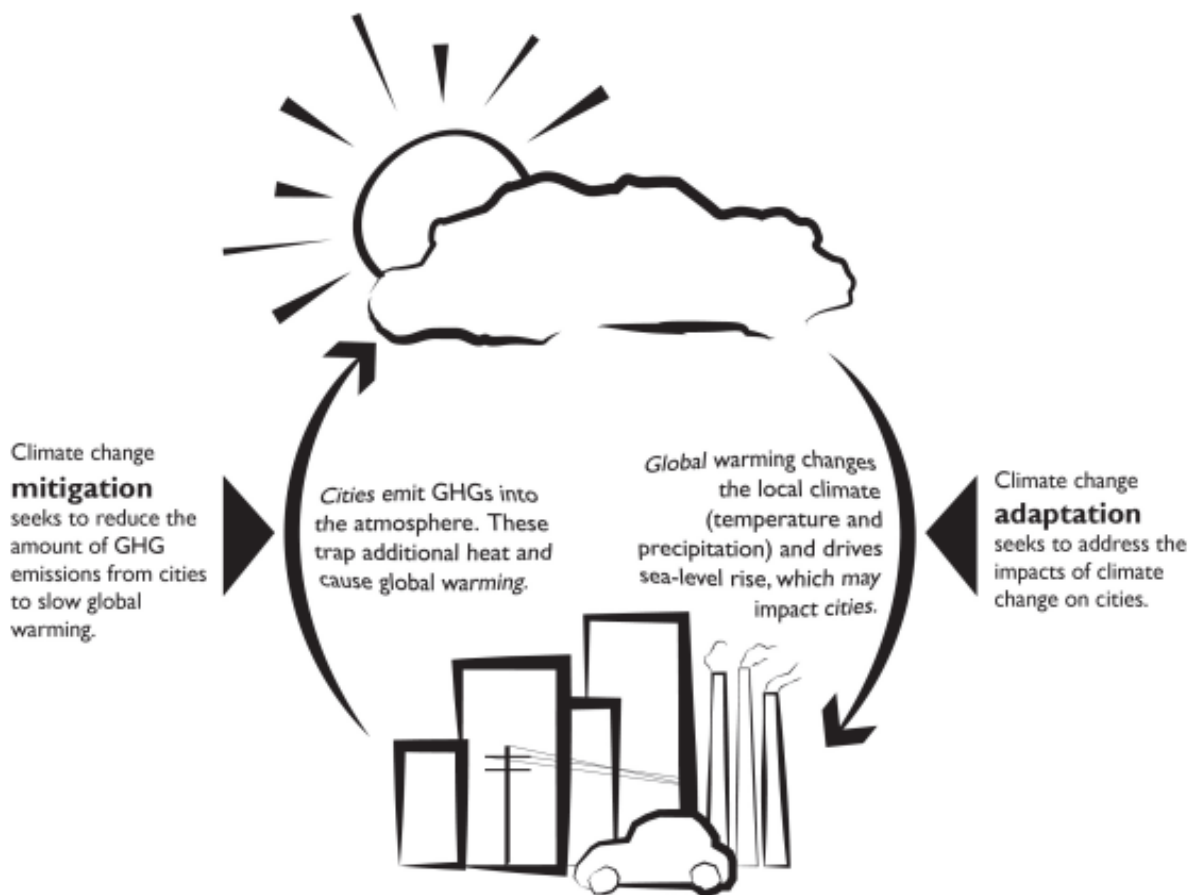 Climate change
mitigation
seeks to reduce the
amount of GHG
emissions from cities
to slow global
warming.
Cities emit GHGs into
the atmosphere. These
trap additional heat and
cause global warming.
Global warming changes
the local climate
(temperature and
precipitation) and drives
sea-level rise, which may
impact cities.
Climate change
adaptation
seeks to address the
impacts of climate
change on cities.